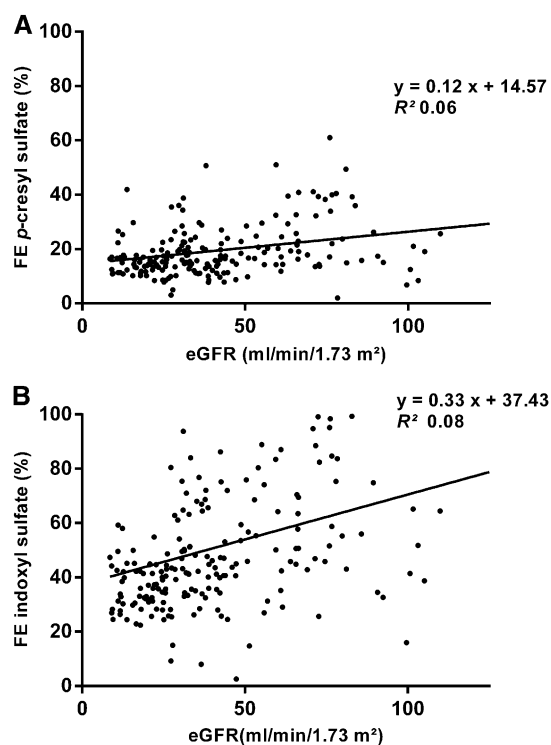 A
100
80
60
40
20
0
FE p-cresyl sulfate (%)
y = 0.12 x + 14.57
R² 0.06
0 50 100
eGFR (ml/min/1.73 m²)
B
100
80
60
40
20
0
FE indoxyl sulfate (%)
y = 0.33 x + 37.43
R² 0.08
0 50 100
eGFR(ml/min/1.73 m²)